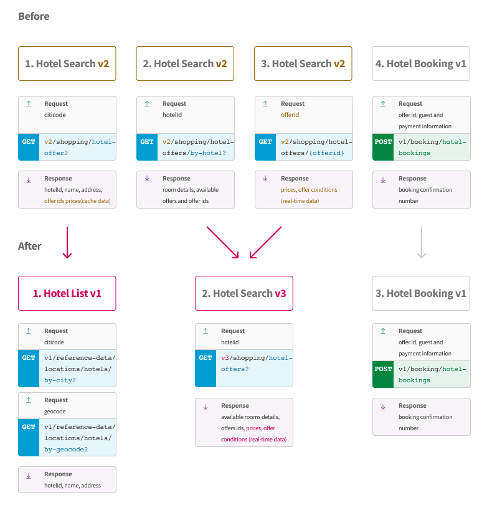 Before
1. Hotel Search v2
2. Hotel Search v2
3. Hotel Search v2
4. Hotel Booking v1
Request
citicode
GET
v2/shopping/hotel-
offer?
Response
hotelId, name, address,
offer ids prices(cache data)
Request
hotelId
GET
v2/shopping/hotel-
offers/by-hotel?
Response
room details, available
offers and offer ids
Request
offerId
GET
v2/shopping/hotel-
offers/{offerid}
Response
prices, offer conditions
(real-time data)
Request
offer id, guest and
payment information
POST
v1/booking/hotel-
bookings
Response
booking confirmation
number
After
1. Hotel List v1
2. Hotel Search v3
3. Hotel Booking v1
Request
citicode
GET
v1/reference-data/
locations/hotels/
by-city?
Request
geocode
GET
v1/reference-data/
locations/hotels/
by-geocode?
Response
hotelId, name, address
Request
hotelId
GET
v3/shopping/hotel-
offers?
Response
available rooms details,
offers ids, prices, offer
conditions (real-time data)
Request
offer id, guest and
payment information
POST
v1/booking/hotel-
bookings
Response
booking confirmation
number